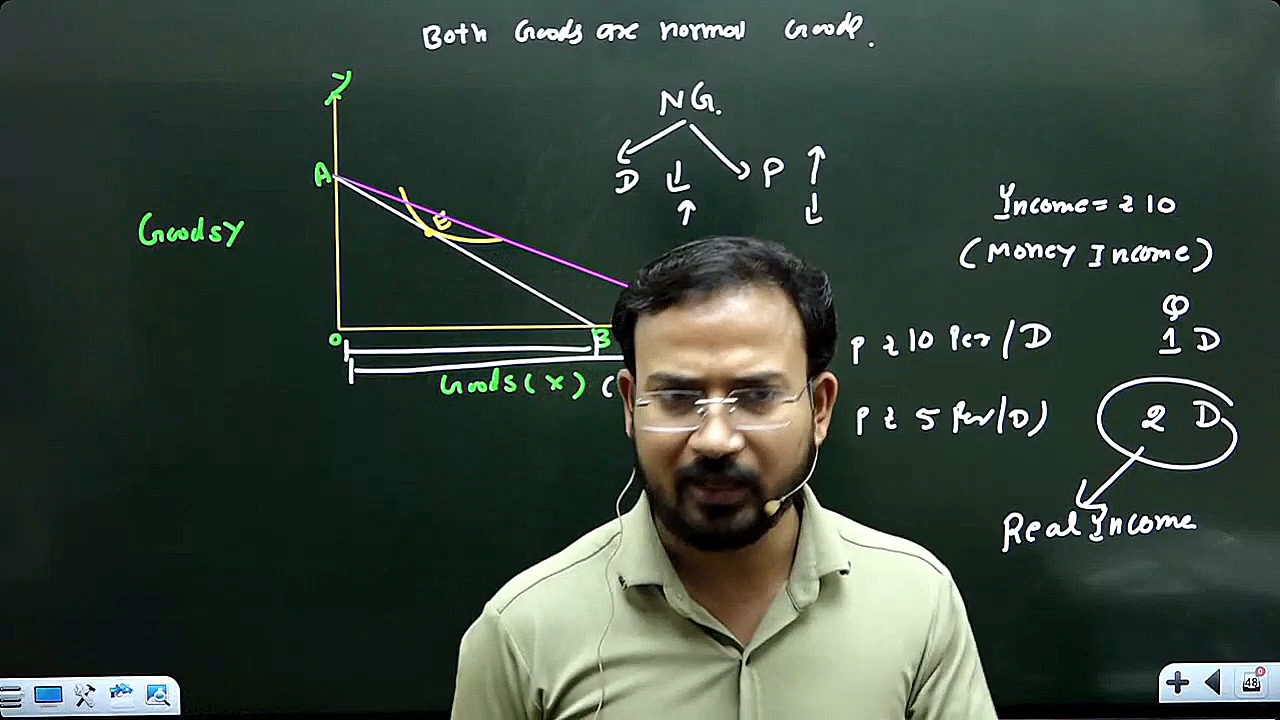 Both Goods are normal Goods.
Y
NG.
A
D
P
Goods Y
E
Income = ₹ 10
(Money Income)
Q
O
B
P ₹ 10 Per / D
1 D
Goods (X)
C
P ₹ 5 Per / D)
2 D
Real Income
48